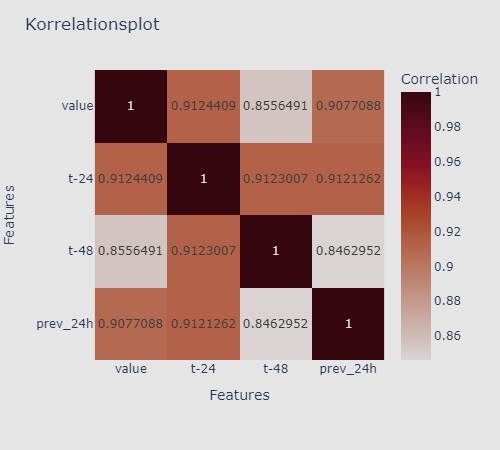 Korrelationsplot
Correlation
value 1 0.9124409 0.8556491 0.9077088
t-24 0.9124409 1 0.9123007 0.9121262
t-48 0.8556491 0.9123007 1 0.8462952
prev_24h 0.9077088 0.9121262 0.8462952 1
value t-24 t-48 prev_24h
Features
Features
1
0.98
0.96
0.94
0.92
0.9
0.88
0.86